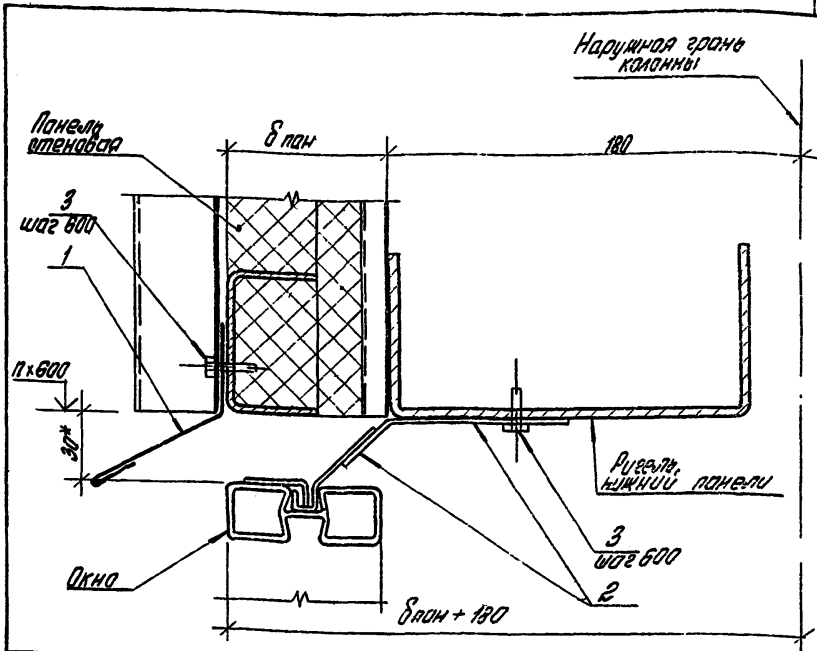 Наружная грань
колонны
Панель
стеновая
δ пан
180
3
шаг 600
1
п×600
30*
Ригель,
нижний панели
3
шаг 600
2
Окно
δпан + 180